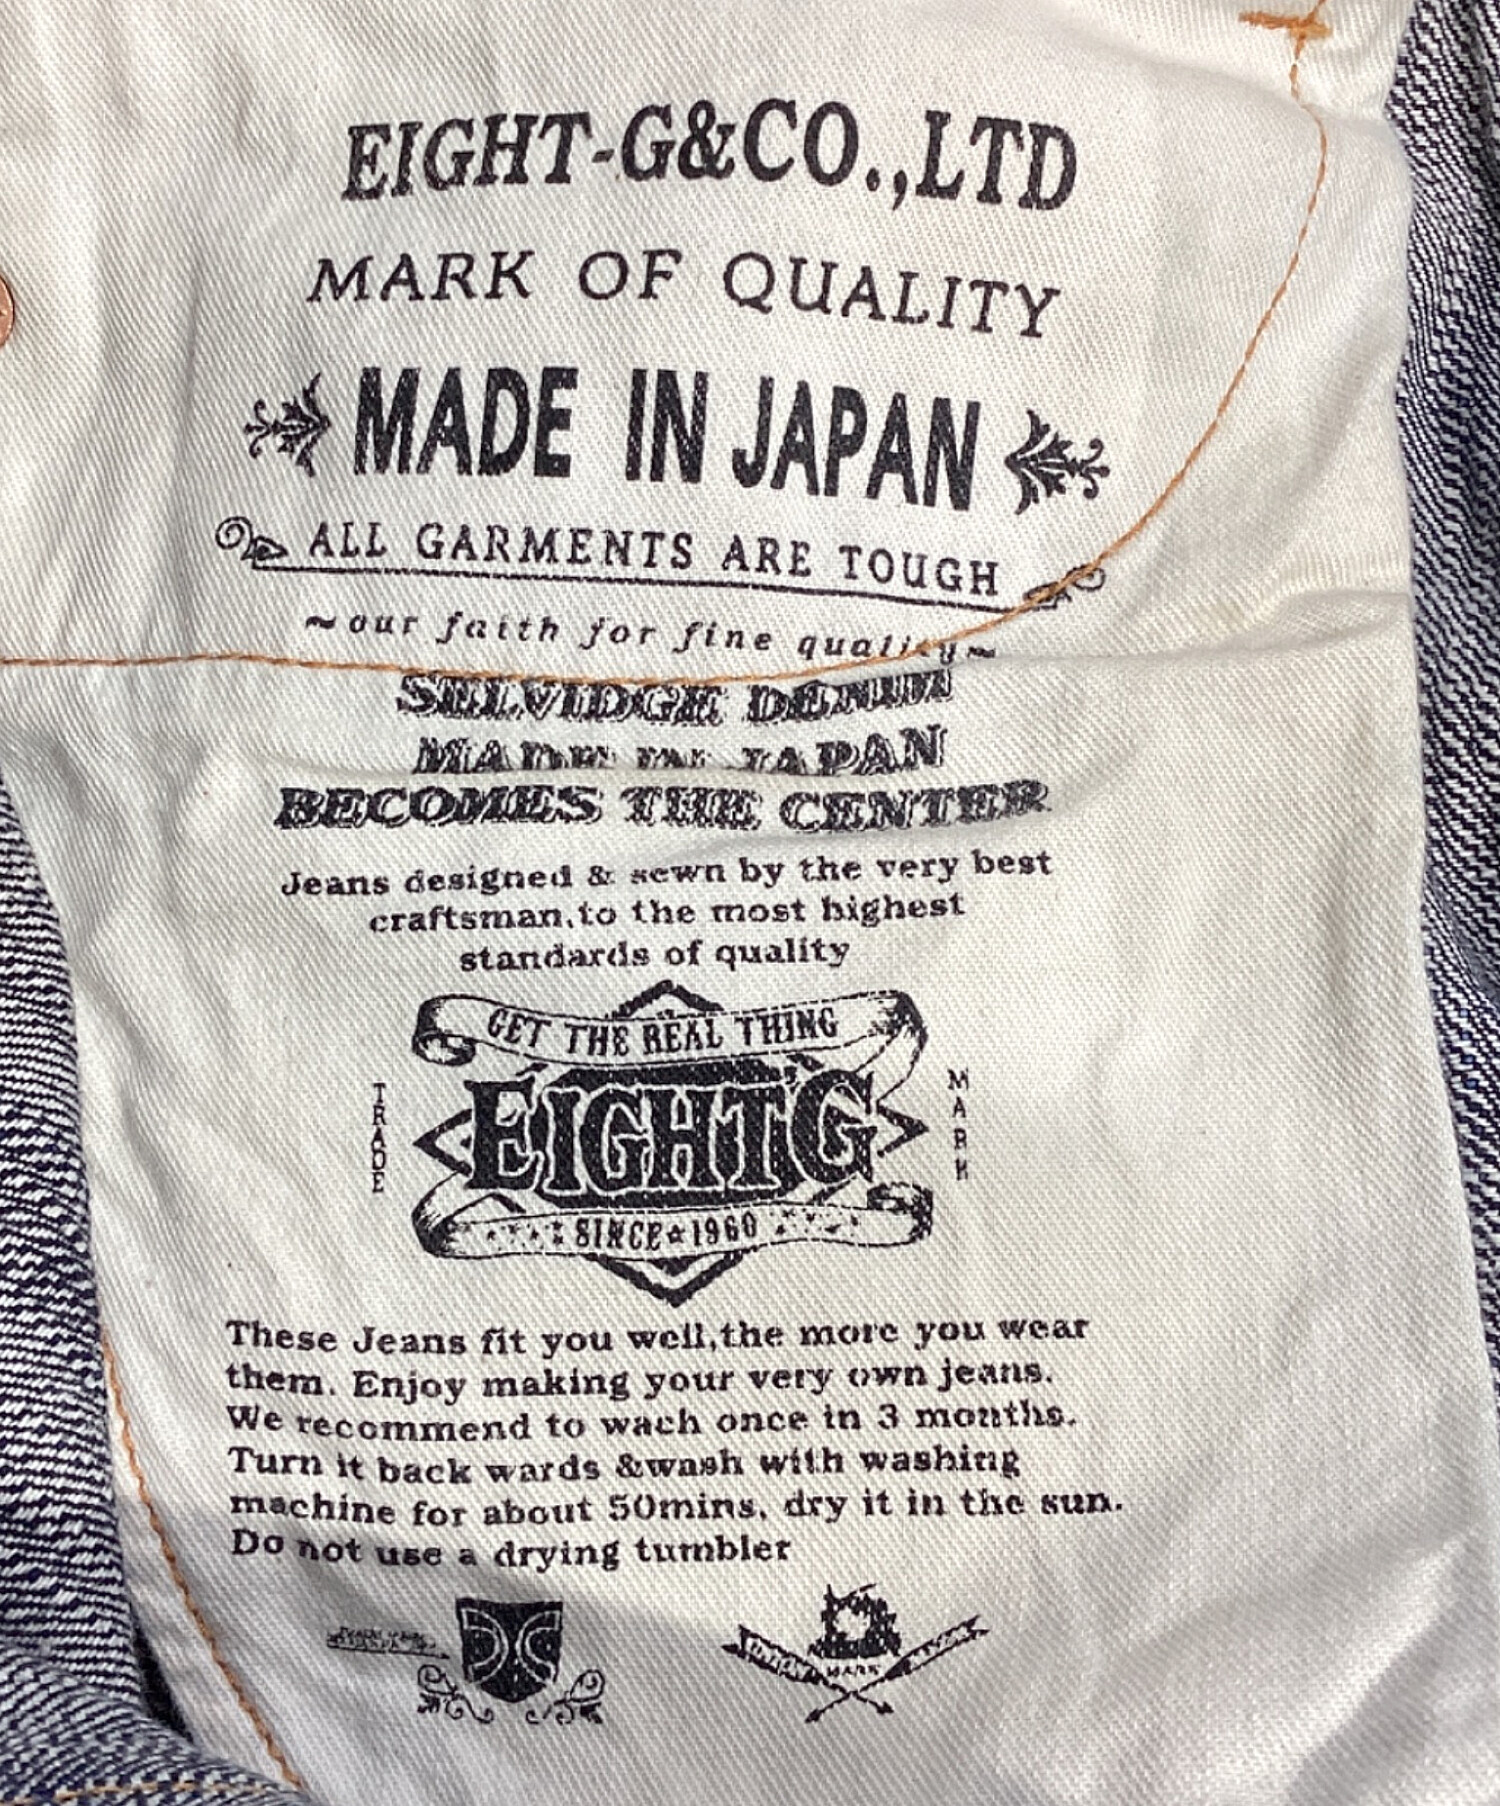 EIGHT-G&CO.,LTD
MARK OF QUALITY
MADE IN JAPAN
ALL GARMENTS ARE TOUGH
~our faith for fine quality~
SELVIDGE DENIM
MADE IN JAPAN
BECOMES THE CENTER
Jeans designed & sewn by the very best
craftsman,to the most highest
standards of quality
GET THE REAL THING
TRADE
EIGHT'G
MARK
SINCE★1960
These Jeans fit you well,the more you wear
them. Enjoy making your very own jeans.
We recommend to wach once in 3 months.
Turn it back wards &wash with washing
machine for about 50mins, dry it in the sun.
Do not use a drying tumbler
UNION MARK